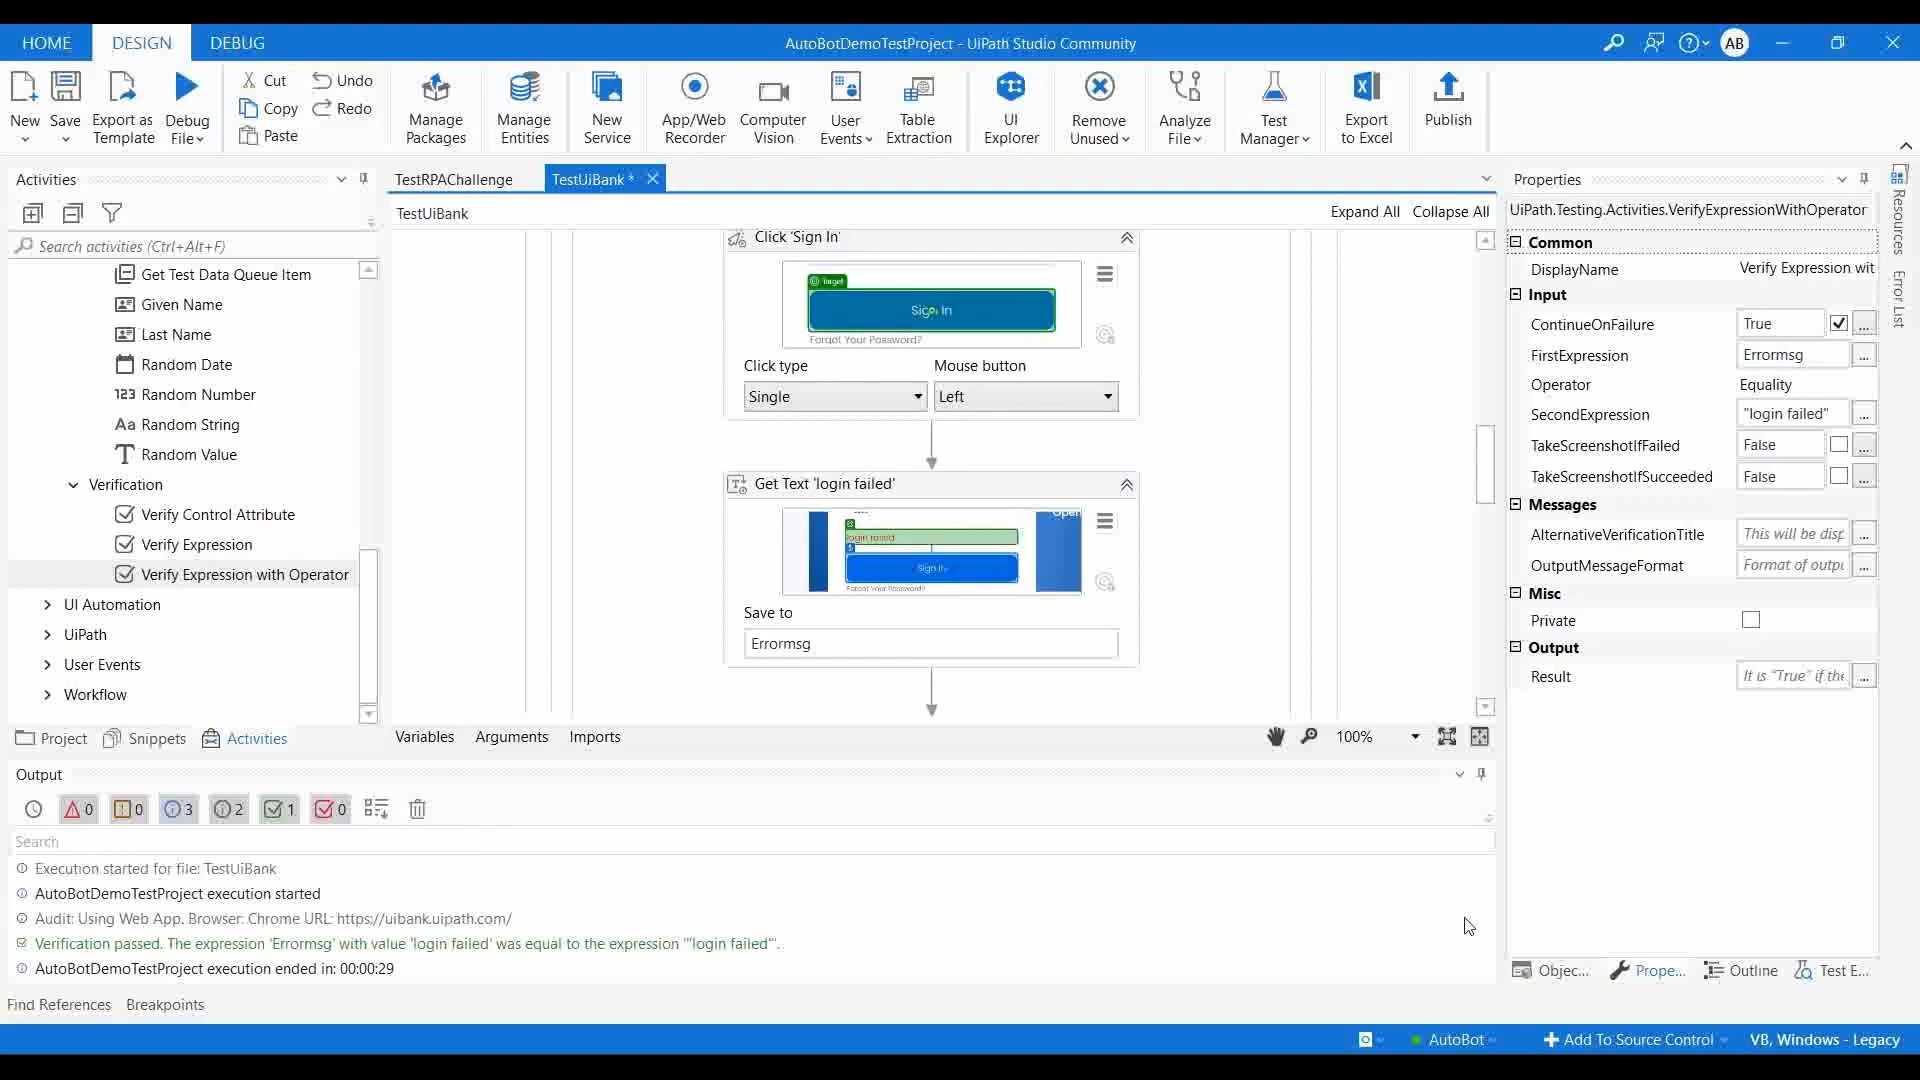 HOME
DESIGN
DEBUG
AutoBotDemoTestProject - UiPath Studio Community
AB
New
Save
Export as Template
Debug File
Cut
Copy
Paste
Undo
Redo
Manage Packages
Manage Entities
New Service
App/Web Recorder
Computer Vision
User Events
Table Extraction
UI Explorer
Remove Unused
Analyze File
Test Manager
Export to Excel
Publish
Activities
Search activities (Ctrl+Alt+F)
Get Test Data Queue Item
Given Name
Last Name
Random Date
123 Random Number
Aa Random String
Random Value
Verification
Verify Control Attribute
Verify Expression
Verify Expression with Operator
UI Automation
UiPath
User Events
Workflow
Project
Snippets
Activities
TestRPAChallenge
TestUiBank *
TestUiBank
Expand All
Collapse All
Click 'Sign In'
Target
Sign In
Forgot Your Password?
Click type
Mouse button
Single
Left
Get Text 'login failed'
Open
login failed
Sign In
Forgot Your Password?
Save to
Errormsg
Variables
Arguments
Imports
100%
Properties
UiPath.Testing.Activities.VerifyExpressionWithOperator
Common
DisplayName
Verify Expression wit
Input
ContinueOnFailure
True
...
FirstExpression
Errormsg
...
Operator
Equality
SecondExpression
"login failed"
...
TakeScreenshotIfFailed
False
...
TakeScreenshotIfSucceeded
False
...
Messages
AlternativeVerificationTitle
This will be disp
...
OutputMessageFormat
Format of outpu
...
Misc
Private
Output
Result
It is "True" if the
...
Resources
Error List
Objec...
Prope...
Outline
Test E...
Output
0
0
3
2
1
0
Search
Execution started for file: TestUiBank
AutoBotDemoTestProject execution started
Audit: Using Web App. Browser: Chrome URL: https://uibank.uipath.com/
Verification passed. The expression 'Errormsg' with value 'login failed' was equal to the expression '"login failed"'.
AutoBotDemoTestProject execution ended in: 00:00:29
Find References
Breakpoints
AutoBot
Add To Source Control
VB, Windows - Legacy